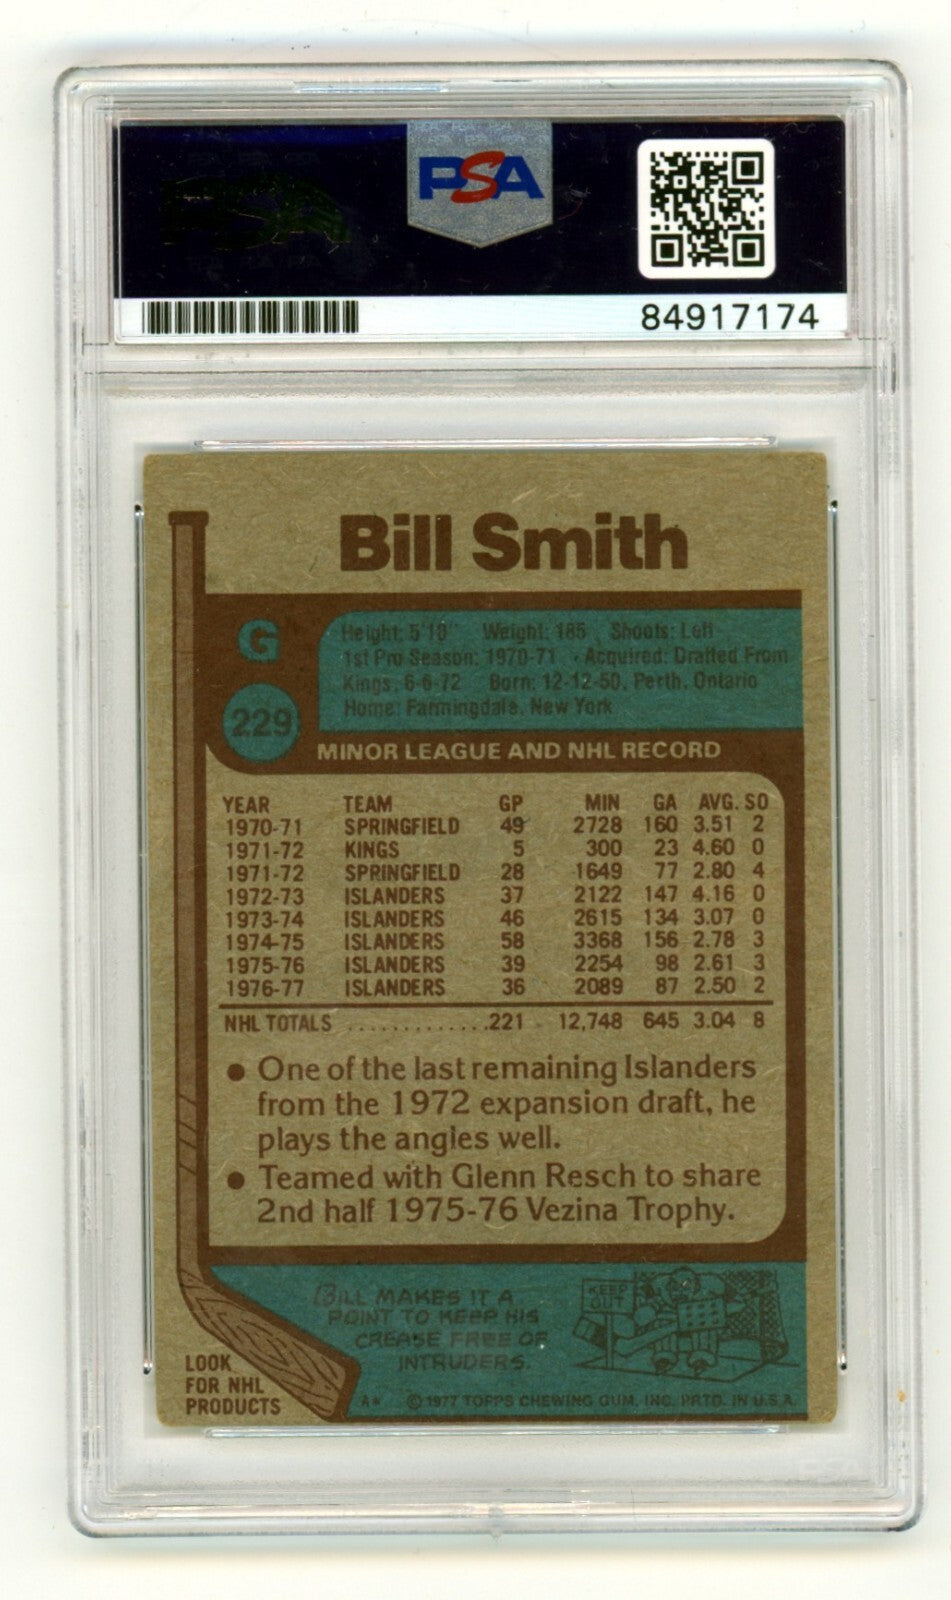 PSA
84917174
Bill Smith
G
229
Height: 5'10" Weight: 185 Shoots: Left
1st Pro Season: 1970-71 · Acquired: Drafted From
Kings, 6-6-72 Born: 12-12-50, Perth, Ontario
Home: Farmingdale, New York
MINOR LEAGUE AND NHL RECORD
YEAR TEAM GP MIN GA AVG. SO
1970-71 SPRINGFIELD 49 2728 160 3.51 2
1971-72 KINGS 5 300 23 4.60 0
1971-72 SPRINGFIELD 28 1649 77 2.80 4
1972-73 ISLANDERS 37 2122 147 4.16 0
1973-74 ISLANDERS 46 2615 134 3.07 0
1974-75 ISLANDERS 58 3368 156 2.78 3
1975-76 ISLANDERS 39 2254 98 2.61 3
1976-77 ISLANDERS 36 2089 87 2.50 2
NHL TOTALS .............221 12,748 645 3.04 8
● One of the last remaining Islanders
from the 1972 expansion draft, he
plays the angles well.
● Teamed with Glenn Resch to share
2nd half 1975-76 Vezina Trophy.
BILL MAKES IT A
POINT TO KEEP HIS
CREASE FREE OF
INTRUDERS.
KEEP
OUT
LOOK
FOR NHL
PRODUCTS
A* © 1977 TOPPS CHEWING GUM, INC. PRTD. IN U.S.A.